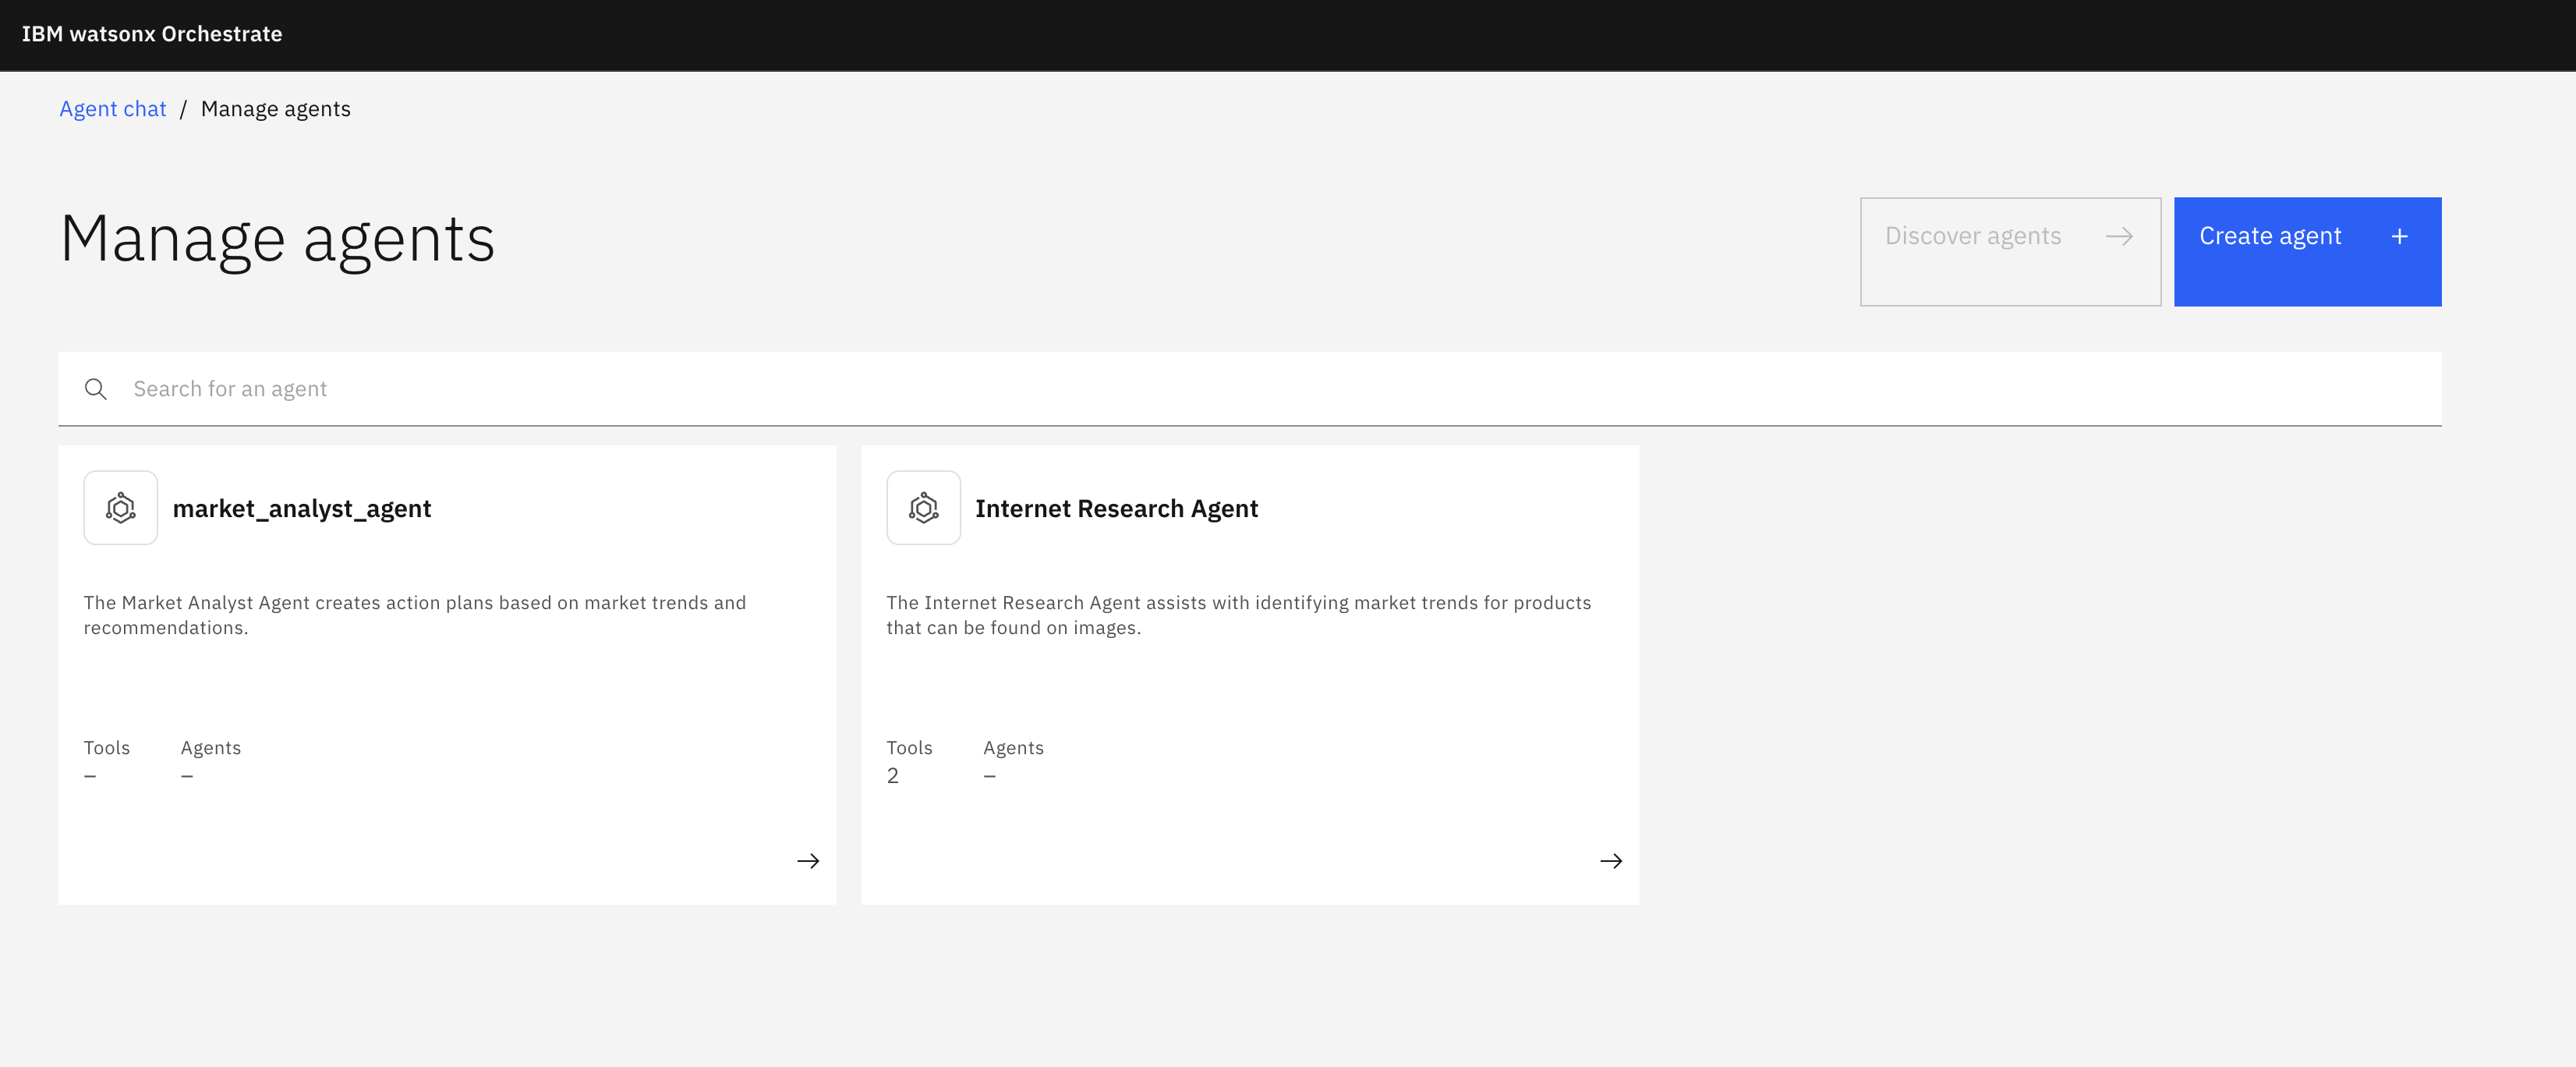 IBM watsonx Orchestrate
Agent chat / Manage agents
Manage agents
Discover agents
Create agent
Search for an agent
market_analyst_agent
The Market Analyst Agent creates action plans based on market trends and
recommendations.
Tools Agents
– –
Internet Research Agent
The Internet Research Agent assists with identifying market trends for products
that can be found on images.
Tools Agents
2 –